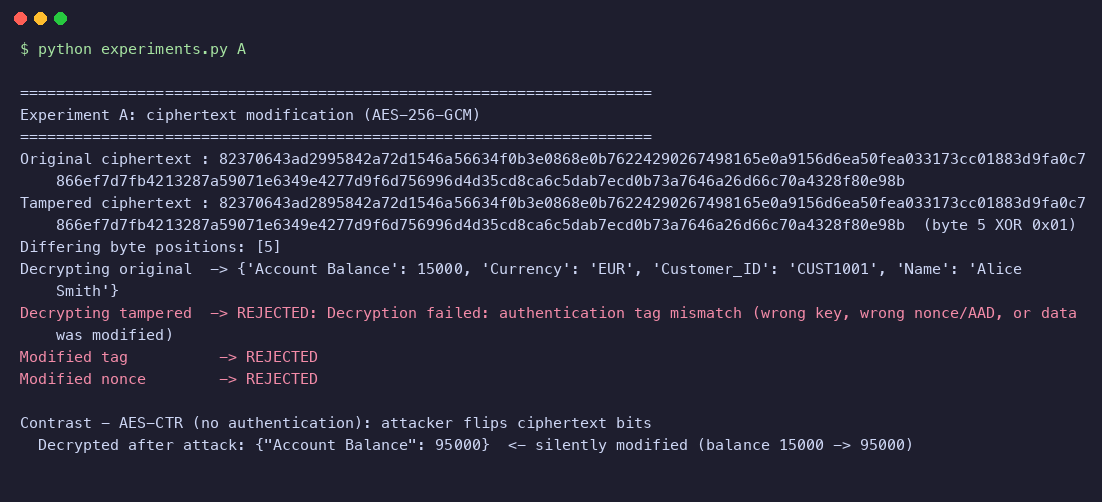 $ python experiments.py A
======================================================================
Experiment A: ciphertext modification (AES-256-GCM)
======================================================================
Original ciphertext : 82370643ad2995842a72d1546a56634f0b3e0868e0b76224290267498165e0a9156d6ea50fea033173cc01883d9fa0c7
866ef7d7fb4213287a59071e6349e4277d9f6d756996d4d35cd8ca6c5dab7ecd0b73a7646a26d66c70a4328f80e98b
Tampered ciphertext : 82370643ad2895842a72d1546a56634f0b3e0868e0b76224290267498165e0a9156d6ea50fea033173cc01883d9fa0c7
866ef7d7fb4213287a59071e6349e4277d9f6d756996d4d35cd8ca6c5dab7ecd0b73a7646a26d66c70a4328f80e98b  (byte 5 XOR 0x01)
Differing byte positions: [5]
Decrypting original  -> {'Account Balance': 15000, 'Currency': 'EUR', 'Customer_ID': 'CUST1001', 'Name': 'Alice
Smith'}
Decrypting tampered  -> REJECTED: Decryption failed: authentication tag mismatch (wrong key, wrong nonce/AAD, or data
was modified)
Modified tag          -> REJECTED
Modified nonce        -> REJECTED
Contrast - AES-CTR (no authentication): attacker flips ciphertext bits
Decrypted after attack: {"Account Balance": 95000}  <- silently modified (balance 15000 -> 95000)